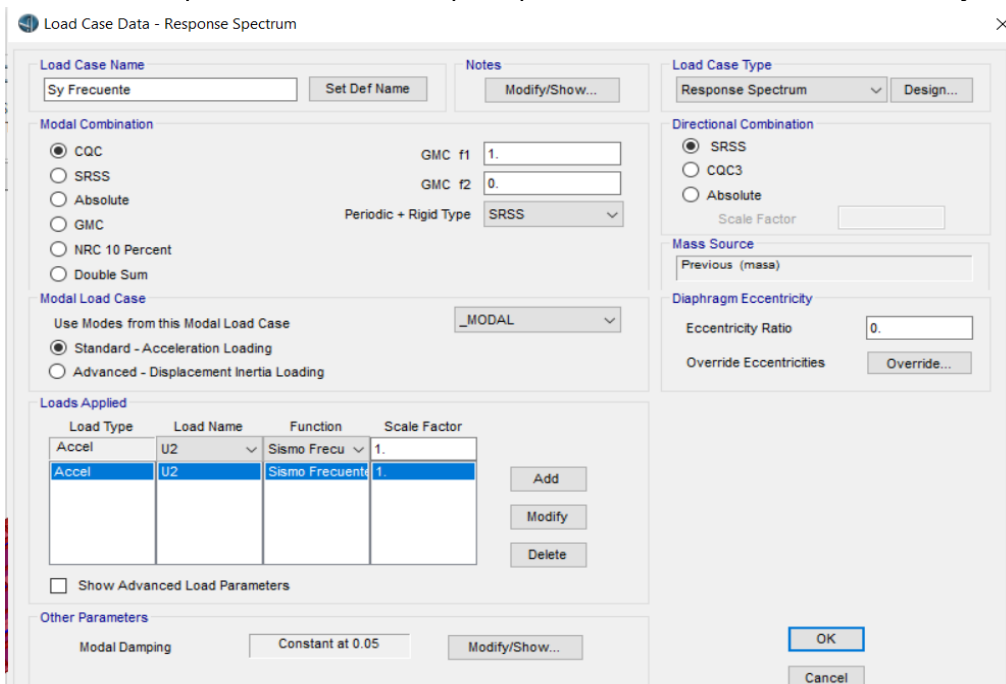 Load Case Data - Response Spectrum
Load Case Name
Sy Frecuente
Set Def Name
Notes
Modify/Show...
Load Case Type
Response Spectrum
Design...
Modal Combination
CQC
SRSS
Absolute
GMC
NRC 10 Percent
Double Sum
GMC f1 1.
GMC f2 0.
Periodic + Rigid Type SRSS
Directional Combination
SRSS
CQC3
Absolute
Scale Factor
Mass Source
Previous (masa)
Modal Load Case
Use Modes from this Modal Load Case _MODAL
Standard - Acceleration Loading
Advanced - Displacement Inertia Loading
Diaphragm Eccentricity
Eccentricity Ratio 0.
Override Eccentricities Override...
Loads Applied
Load Type Load Name Function Scale Factor
Accel U2 Sismo Frecu 1.
Accel U2 Sismo Frecuente 1.
Add
Modify
Delete
Show Advanced Load Parameters
Other Parameters
Modal Damping Constant at 0.05 Modify/Show...
OK
Cancel